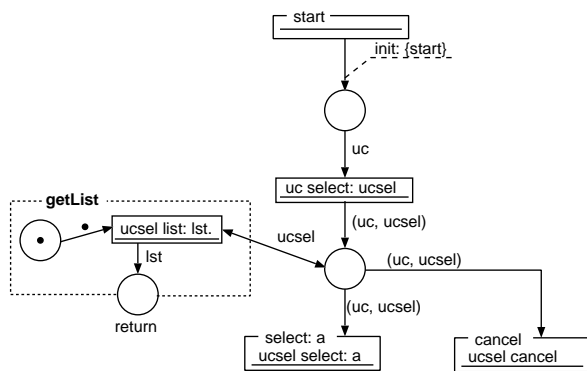 start
init: {start}
uc
uc select: ucsel
(uc, ucsel)
getList
•
•
ucsel list: lst.
ucsel
lst
return
(uc, ucsel)
(uc, ucsel)
select: a
ucsel select: a
cancel
ucsel cancel